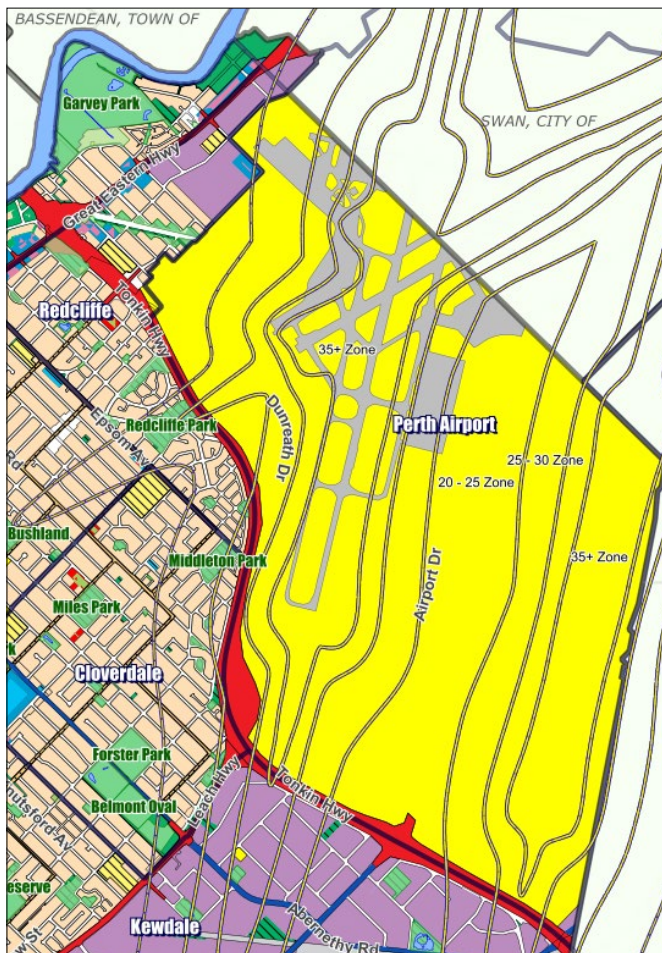 BASSENDEAN, TOWN OF
Garvey Park
SWAN, CITY OF
Great Eastern Hwy
Redcliffe
Tonkin Hwy
35+ Zone
Redcliffe Park
Dunreath Dr
Perth Airport
Epsom Av
Rd
25 - 30 Zone
20 - 25 Zone
Bushland
Middleton Park
35+ Zone
Airport Dr
Miles Park
Cloverdale
Forster Park
Tonkin Hwy
Leach Hwy
Belmont Oval
nutsford Av
eserve
Kewdale
Abernethy Rd
w St